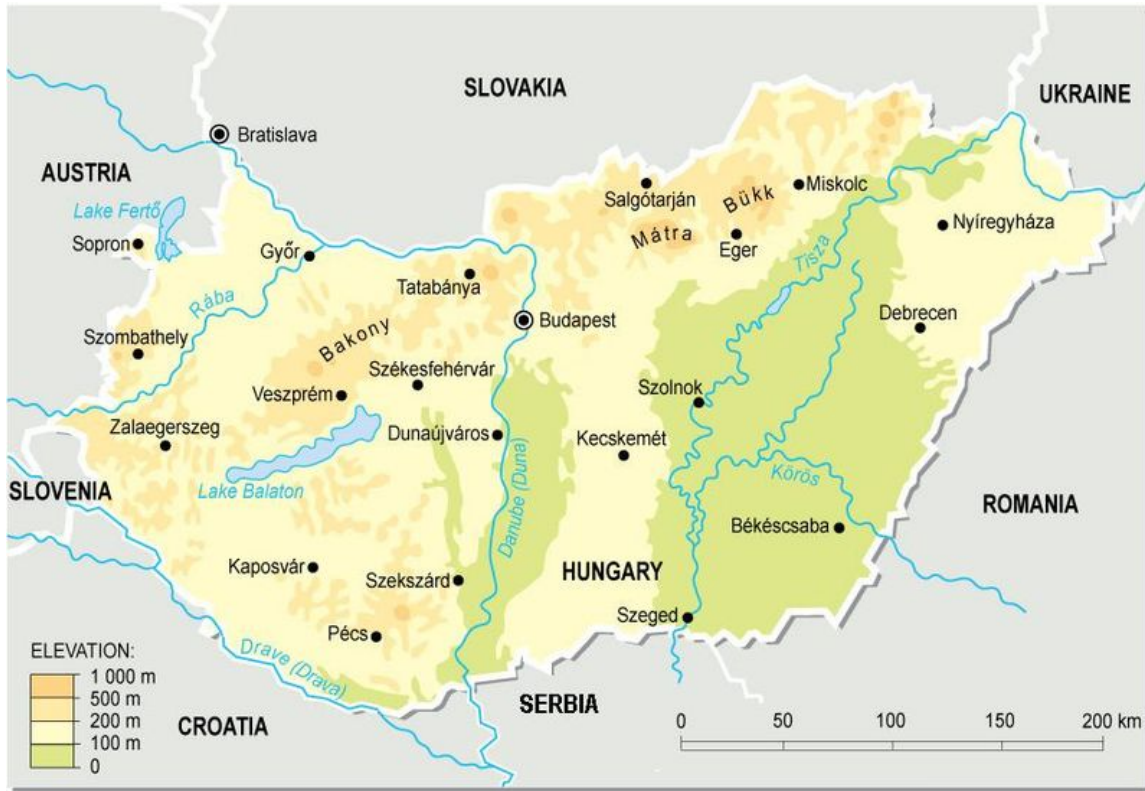 SLOVAKIA
UKRAINE
Bratislava
AUSTRIA
Lake Fertő
Sopron
Győr
Salgótarján
Bükk
Miskolc
Mátra
Eger
Nyíregyháza
Tisza
Tatabánya
Rába
Budapest
Debrecen
Szombathely
Bakony
Székesfehérvár
Veszprém
Szolnok
Zalaegerszeg
Dunaújváros
Kecskemét
Lake Balaton
SLOVENIA
Danube (Duna)
Körös
ROMANIA
Békéscsaba
Kaposvár
Szekszárd
HUNGARY
Szeged
Pécs
Drave (Drava)
ELEVATION:
1 000 m
500 m
200 m
100 m
0
CROATIA
SERBIA
0 50 100 150 200 km